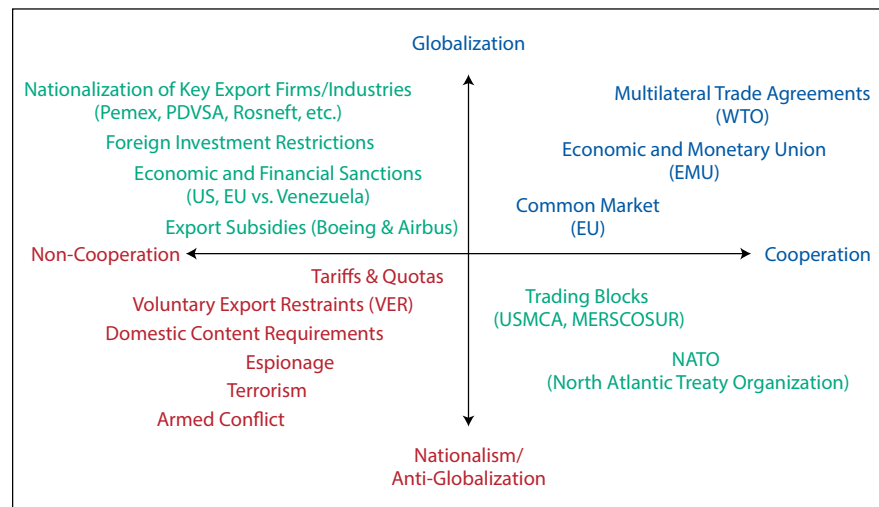 Globalization
Nationalization of Key Export Firms/Industries
(Pemex, PDVSA, Rosneft, etc.)
Foreign Investment Restrictions
Economic and Financial Sanctions
(US, EU vs. Venezuela)
Export Subsidies (Boeing & Airbus)
Multilateral Trade Agreements
(WTO)
Economic and Monetary Union
(EMU)
Common Market
(EU)
Non-Cooperation
Cooperation
Tariffs & Quotas
Voluntary Export Restraints (VER)
Domestic Content Requirements
Espionage
Terrorism
Armed Conflict
Trading Blocks
(USMCA, MERSCOSUR)
NATO
(North Atlantic Treaty Organization)
Nationalism/
Anti-Globalization